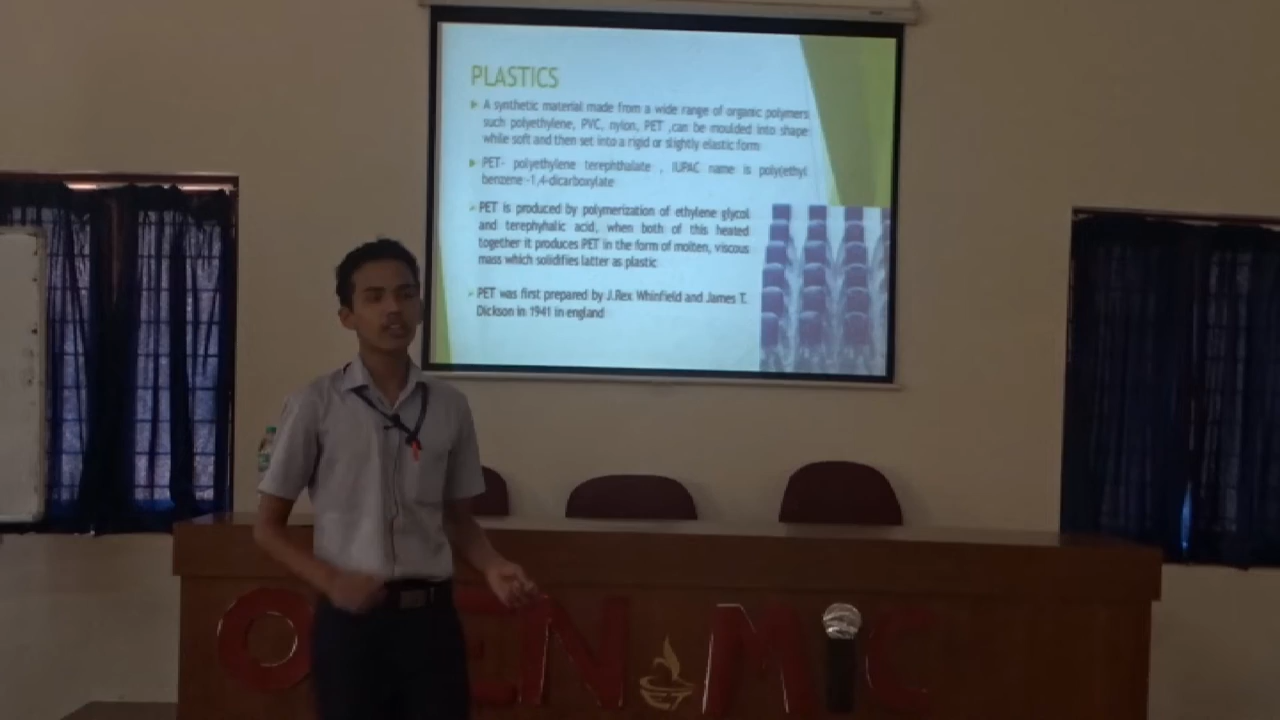 PLASTICS
A synthetic material made from a wide range of organic polymers
such polyethylene, PVC, nylon, PET ,can be moulded into shape
while soft and then set into a rigid or slightly elastic form
PET- polyethylene terephthalate , IUPAC name is poly(ethyl
benzene -1,4-dicarboxylate
PET is produced by polymerization of ethylene glycol
and terephyhalic acid, when both of this heated
together it produces PET in the form of molten, viscous
mass which solidifies latter as plastic
PET was first prepared by J.Rex Whinfield and James T.
Dickson in 1941 in england
O EN M C